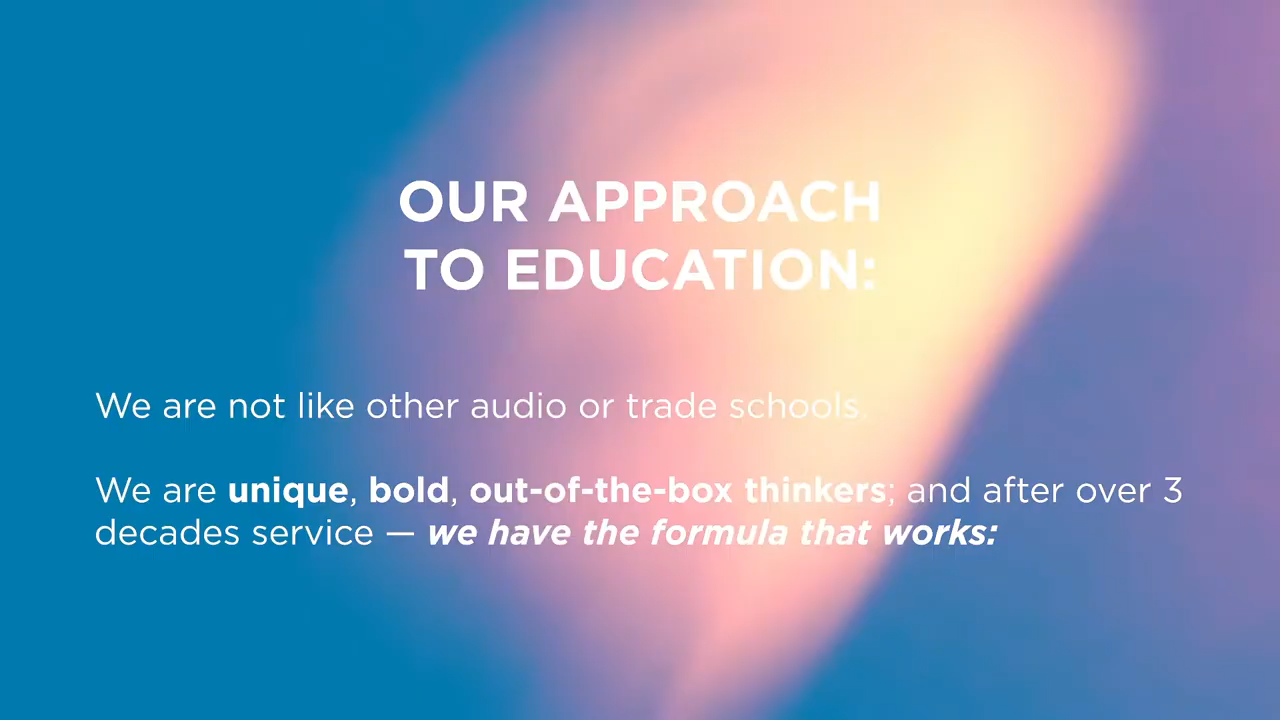 OUR APPROACH
TO EDUCATION:
We are not like other audio or trade schools.
We are unique, bold, out-of-the-box thinkers; and after over 3
decades service — we have the formula that works: